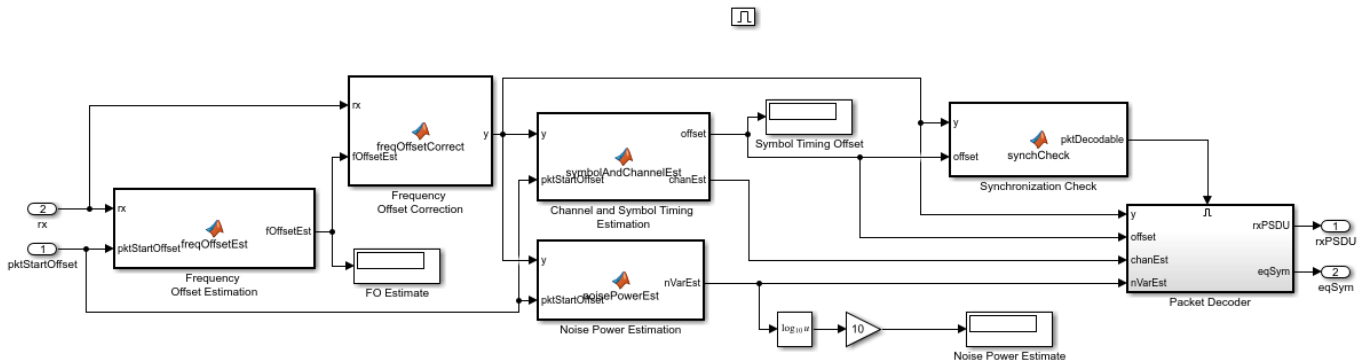 rx
freqOffsetCorrect
y
fOffsetEst
Frequency
Offset Correction
2
rx
1
pktStartOffset
rx
fOffsetEst
freqOffsetEst
pktStartOffset
Frequency
Offset Estimation
FO Estimate
y
offset
symbolAndChannelEst
pktStartOffset
chanEst
Channel and Symbol Timing
Estimation
Symbol Timing Offset
y
nVarEst
noisePowerEst
pktStartOffset
Noise Power Estimation
log10 u
10
Noise Power Estimate
y
pktDecodable
synchCheck
offset
Synchronization Check
y
rxPSDU
offset
chanEst
eqSym
nVarEst
Packet Decoder
1
rxPSDU
2
eqSym